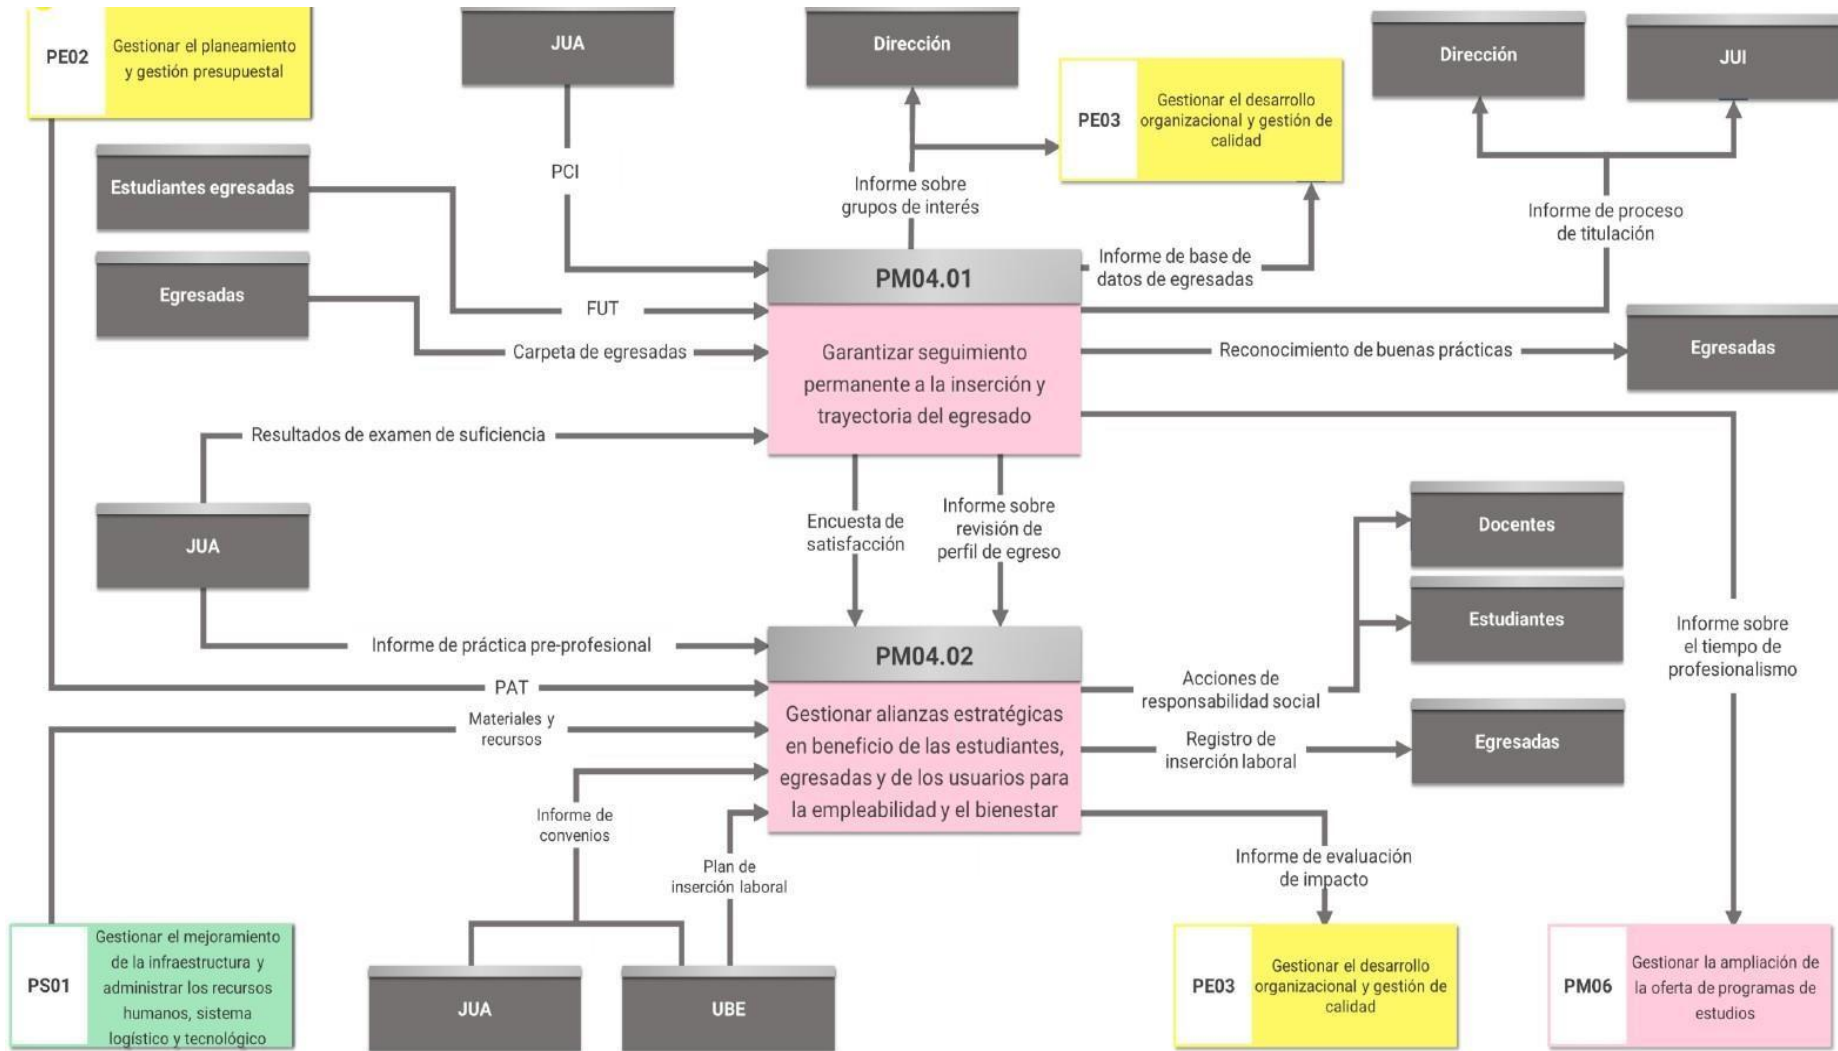 PE02
Gestionar el planeamiento
y gestión presupuestal
JUA
Dirección
PE03
Gestionar el desarrollo
organizacional y gestión de
calidad
Dirección
JUI
PCI
Informe sobre
grupos de interés
Estudiantes egresadas
Informe de proceso
de titulación
Egresadas
PM04.01
Informe de base de
datos de egresadas
FUT
Carpeta de egresadas
Garantizar seguimiento
permanente a la inserción y
trayectoria del egresado
Reconocimiento de buenas prácticas
Egresadas
Resultados de examen de suficiencia
JUA
Encuesta de
satisfacción
Informe sobre
revisión de
perfil de egreso
Docentes
Estudiantes
Informe sobre
el tiempo de
profesionalismo
Informe de práctica pre-profesional
PM04.02
PAT
Acciones de
responsabilidad social
Materiales y
recursos
Gestionar alianzas estratégicas
en beneficio de las estudiantes,
egresadas y de los usuarios para
la empleabilidad y el bienestar
Registro de
inserción laboral
Egresadas
Informe de
convenios
Plan de
inserción laboral
Informe de evaluación
de impacto
PS01
Gestionar el mejoramiento
de la infraestructura y
administrar los recursos
humanos, sistema
logístico y tecnológico
JUA
UBE
PE03
Gestionar el desarrollo
organizacional y gestión de
calidad
PM06
Gestionar la ampliación de
la oferta de programas de
estudios